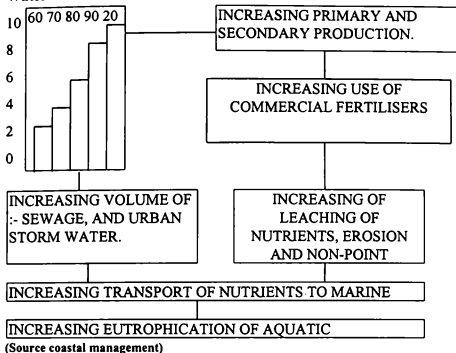 10
8
6
4
2
0
60 70 80 90 20
INCREASING PRIMARY AND
SECONDARY PRODUCTION.
INCREASING USE OF
COMMERCIAL FERTILISERS
INCREASING VOLUME OF
:- SEWAGE, AND URBAN
STORM WATER.
INCREASING OF
LEACHING OF
NUTRIENTS, EROSION
AND NON-POINT
INCREASING TRANSPORT OF NUTRIENTS TO MARINE
INCREASING EUTROPHICATION OF AQUATIC
(Source coastal management)